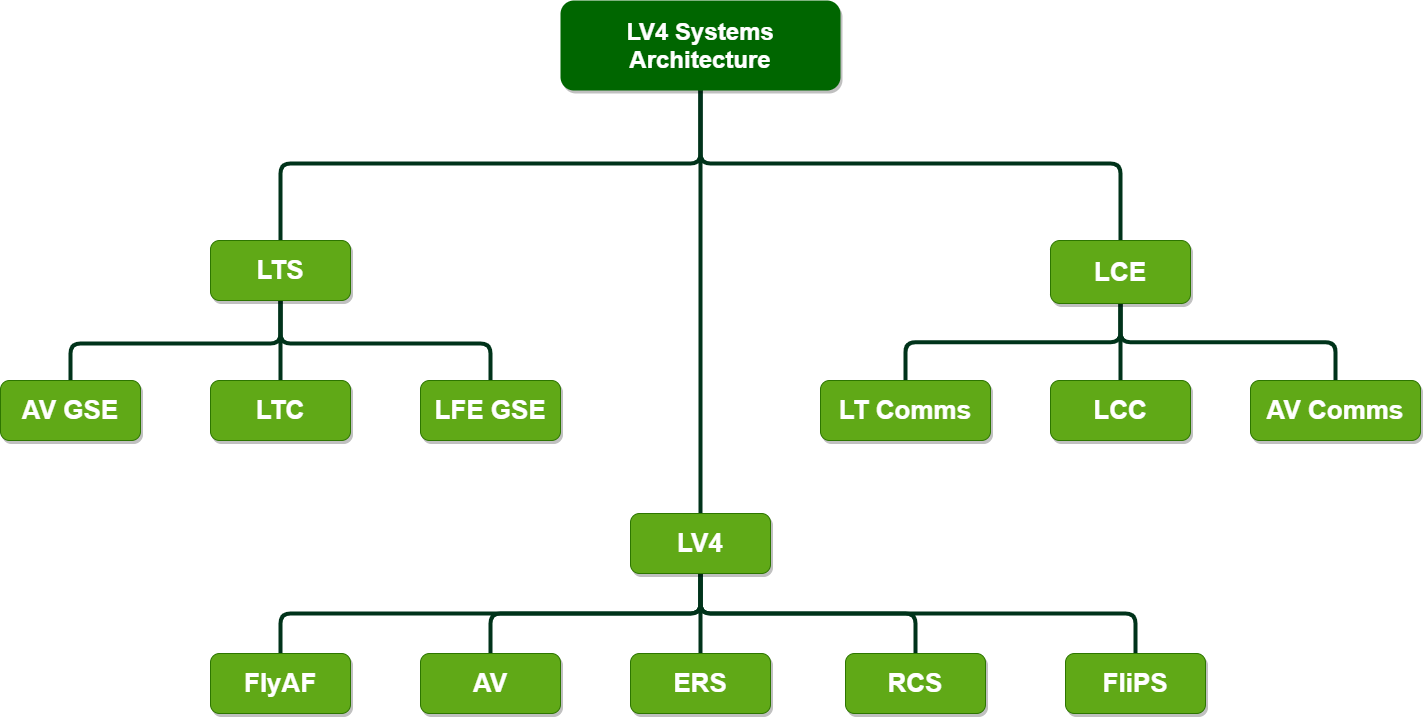 LV4 Systems
Architecture
LTS
LCE
AV GSE
LTC
LFE GSE
LT Comms
LCC
AV Comms
LV4
FlyAF
AV
ERS
RCS
FliPS